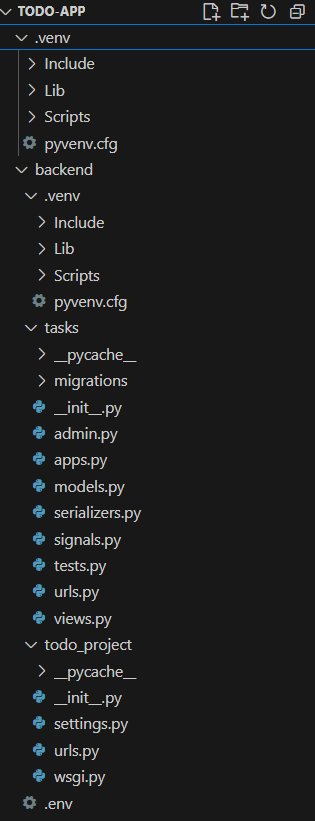 TODO-APP
.venv
Include
Lib
Scripts
pyvenv.cfg
backend
.venv
Include
Lib
Scripts
pyvenv.cfg
tasks
__pycache__
migrations
__init__.py
admin.py
apps.py
models.py
serializers.py
signals.py
tests.py
urls.py
views.py
todo_project
__pycache__
__init__.py
settings.py
urls.py
wsgi.py
.env